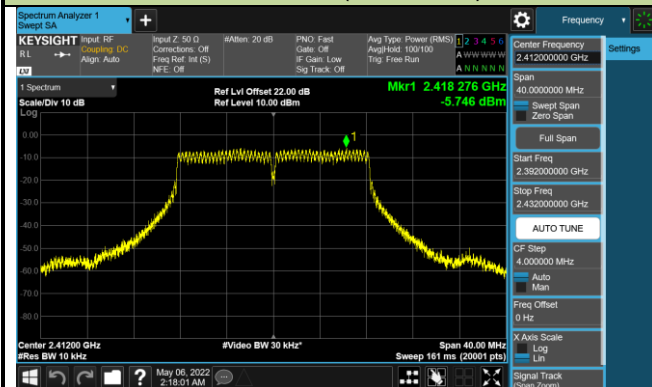 Spectrum Analyzer 1
Swept SA
+
Frequency
KEYSIGHT
Input: RF
Coupling: DC
Align: Auto
RL
LXI
Input Z: 50 Ω
Corrections: Off
Freq Ref: Int (S)
NFE: Off
#Atten: 20 dB
PNO: Fast
Gate: Off
IF Gain: Low
Sig Track: Off
Avg Type: Power (RMS)
Avg|Hold: 100/100
Trig: Free Run
1 2 3 4 5 6
A W W W W W
A N N N N N
Center Frequency
2.412000000 GHz
Settings
Span
40.0000000 MHz
Swept Span
Zero Span
Full Span
Start Freq
2.392000000 GHz
Stop Freq
2.432000000 GHz
AUTO TUNE
CF Step
4.000000 MHz
Auto
Man
Freq Offset
0 Hz
X Axis Scale
Log
Lin
Signal Track
(Span Zoom)
1 Spectrum
Scale/Div 10 dB
Log
Ref Lvl Offset 22.00 dB
Ref Level 10.00 dBm
Mkr1 2.418 276 GHz
-5.746 dBm
1
0.00
-10.0
-20.0
-30.0
-40.0
-50.0
-60.0
-70.0
-80.0
Center 2.41200 GHz
#Res BW 10 kHz
#Video BW 30 kHz*
Span 40.00 MHz
Sweep 161 ms (20001 pts)
?
May 06, 2022
2:18:01 AM